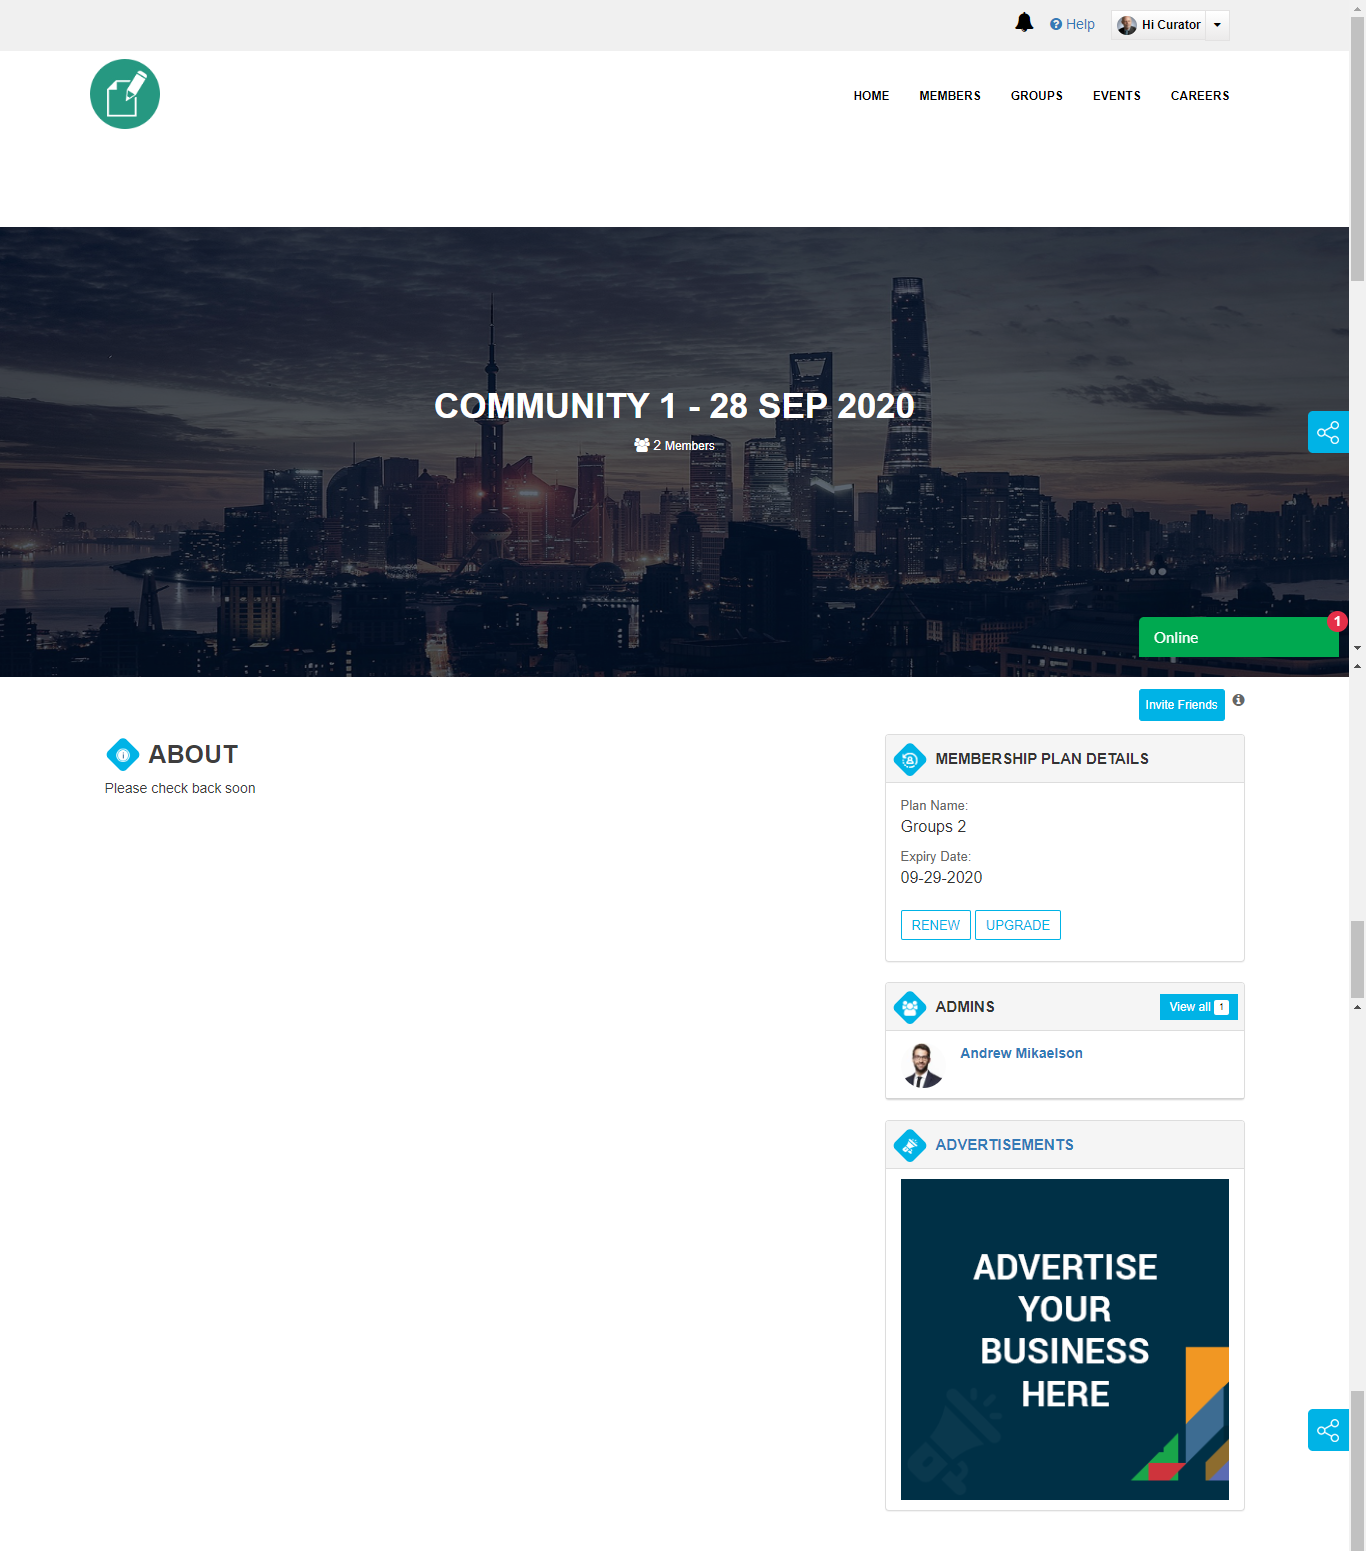 Help
Hi Curator
HOME MEMBERS GROUPS EVENTS CAREERS
COMMUNITY 1 - 28 SEP 2020
2 Members
1
Online
Invite Friends
ABOUT
Please check back soon
MEMBERSHIP PLAN DETAILS
Plan Name:
Groups 2
Expiry Date:
09-29-2020
RENEW UPGRADE
ADMINS
View all 1
Andrew Mikaelson
ADVERTISEMENTS
ADVERTISE
YOUR
BUSINESS
HERE